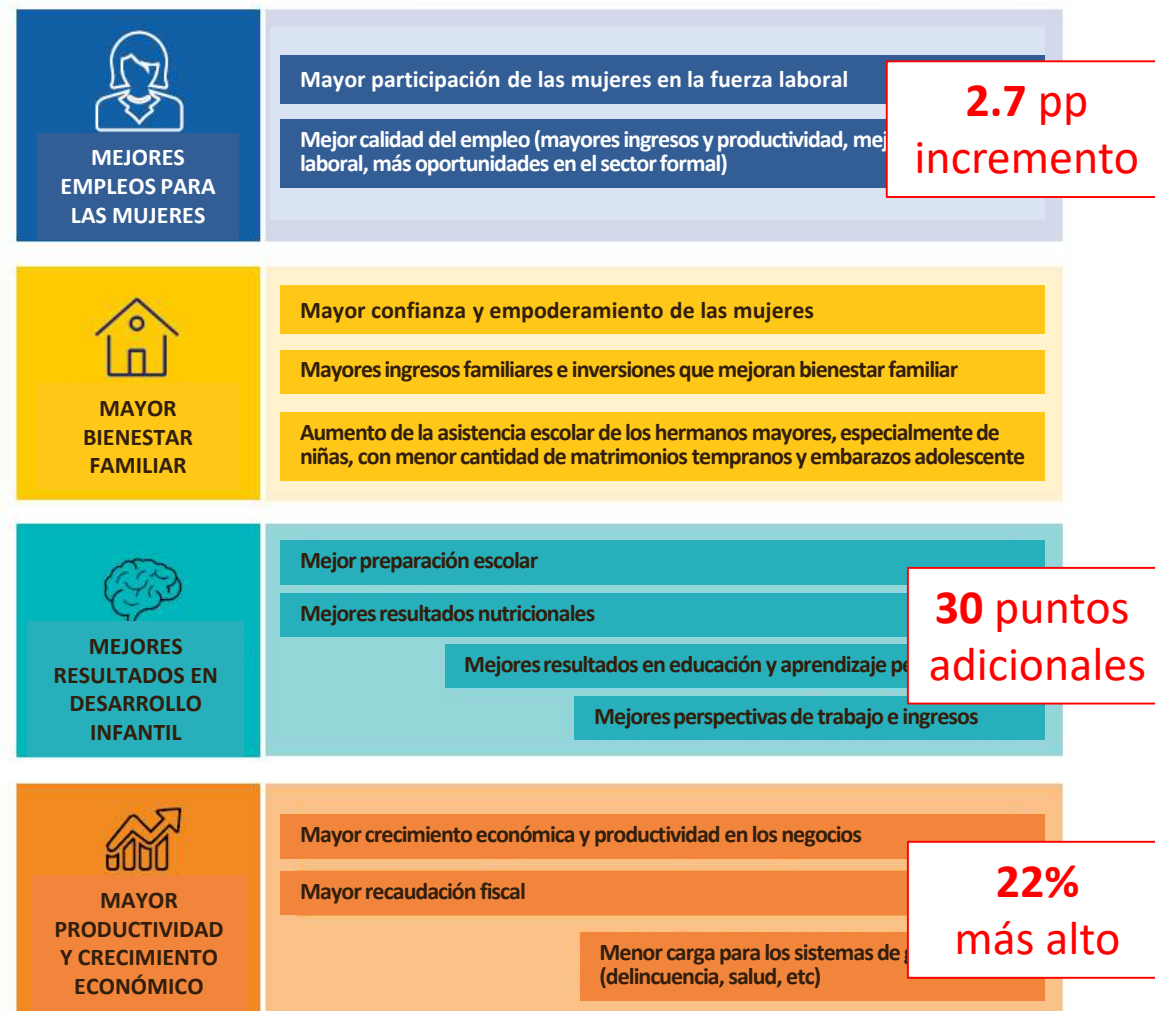 MEJORES
EMPLEOS PARA
LAS MUJERES
Mayor participación de las mujeres en la fuerza laboral
Mejor calidad del empleo (mayores ingresos y productividad,
laboral, más oportunidades en el sector formal)
2.7 pp
incremento
MAYOR
BIENESTAR
FAMILIAR
Mayor confianza y empoderamiento de las mujeres
Mayores ingresos familiares e inversiones que mejoran bienestar familiar
Aumento de la asistencia escolar de los hermanos mayores, especialmente de
niñas, con menor cantidad de matrimonios tempranos y embarazos adolescente
MEJORES
RESULTADOS EN
DESARROLLO
INFANTIL
Mejor preparación escolar
Mejores resultados nutricionales
Mejores resultados en educación y aprendizaje
Mejores perspectivas de trabajo e ingresos
30 puntos
adicionales
MAYOR
PRODUCTIVIDAD
Y CRECIMIENTO
ECONÓMICO
Mayor crecimiento económica y productividad en los negocios
Mayor recaudación fiscal
Menor carga para los sistemas de
(delincuencia, salud, etc)
22%
más alto